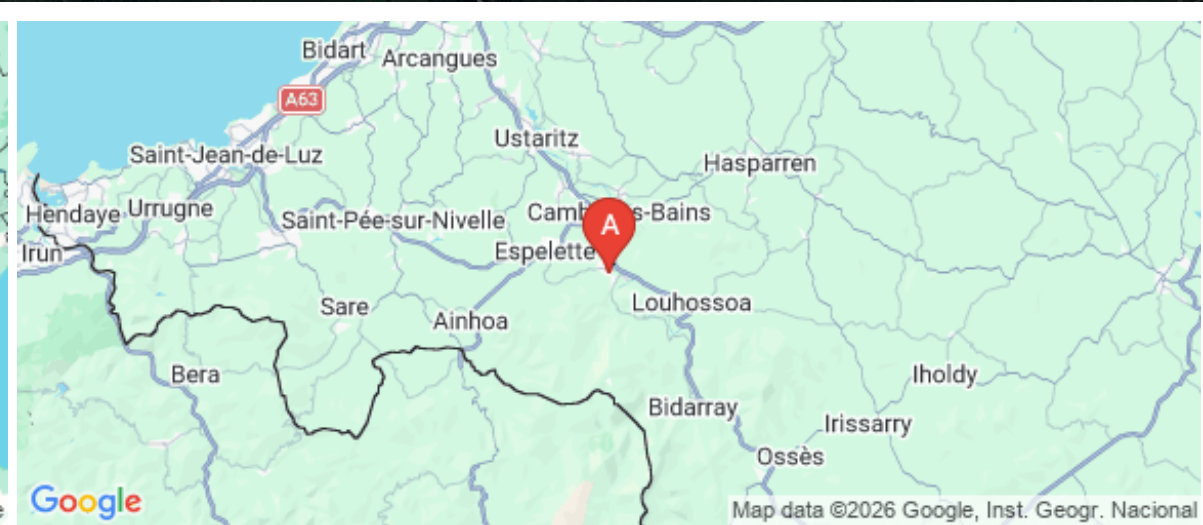 Bidart
Arcangues
A63
Ustaritz
Saint-Jean-de-Luz
Hasparren
Hendaye
Urrugne
Saint-Pée-sur-Nivelle
A
Irun
Espelette
Louhossoa
Sare
Ainhoa
Bera
Iholdy
Bidarray
Irissarry
Ossès
Google
Map data ©2026 Google, Inst. Geogr. Nacional